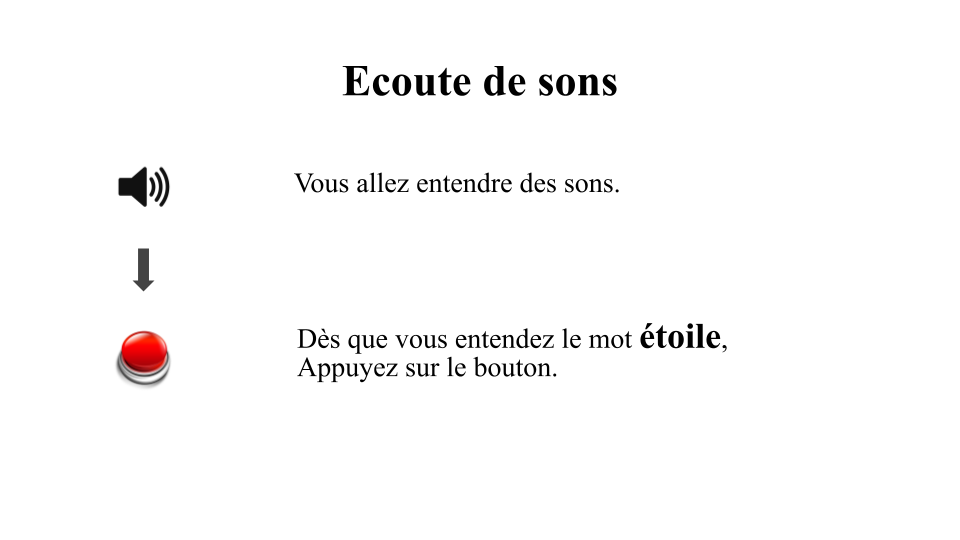 Ecoute de sons
Vous allez entendre des sons.
Dès que vous entendez le mot étoile,
Appuyez sur le bouton.